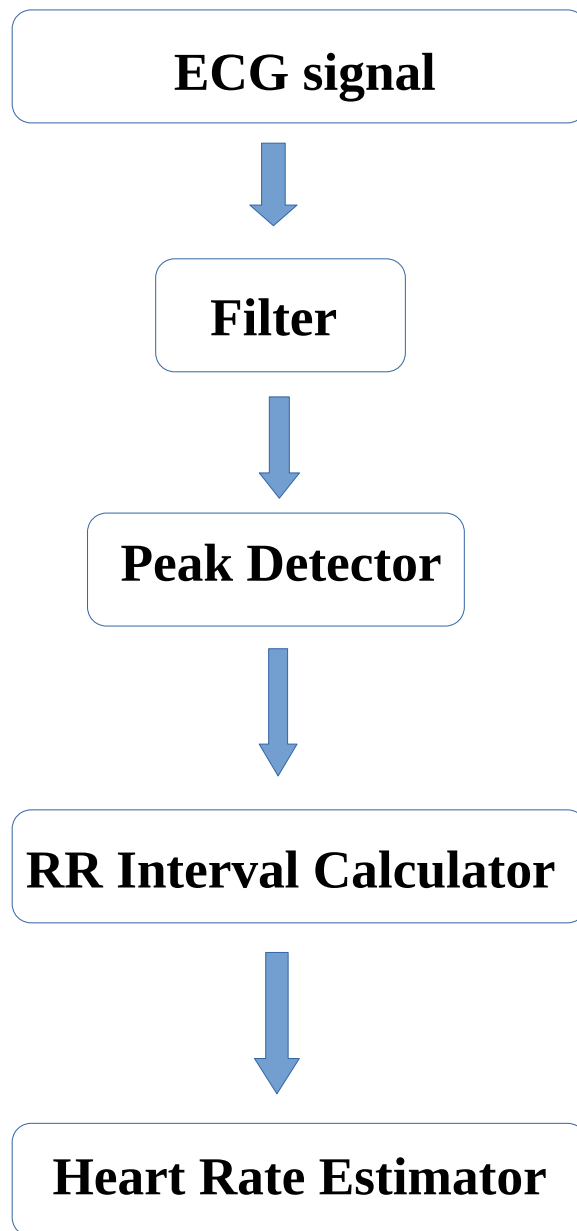 ECG signal
Filter
Peak Detector
RR Interval Calculator
Heart Rate Estimator